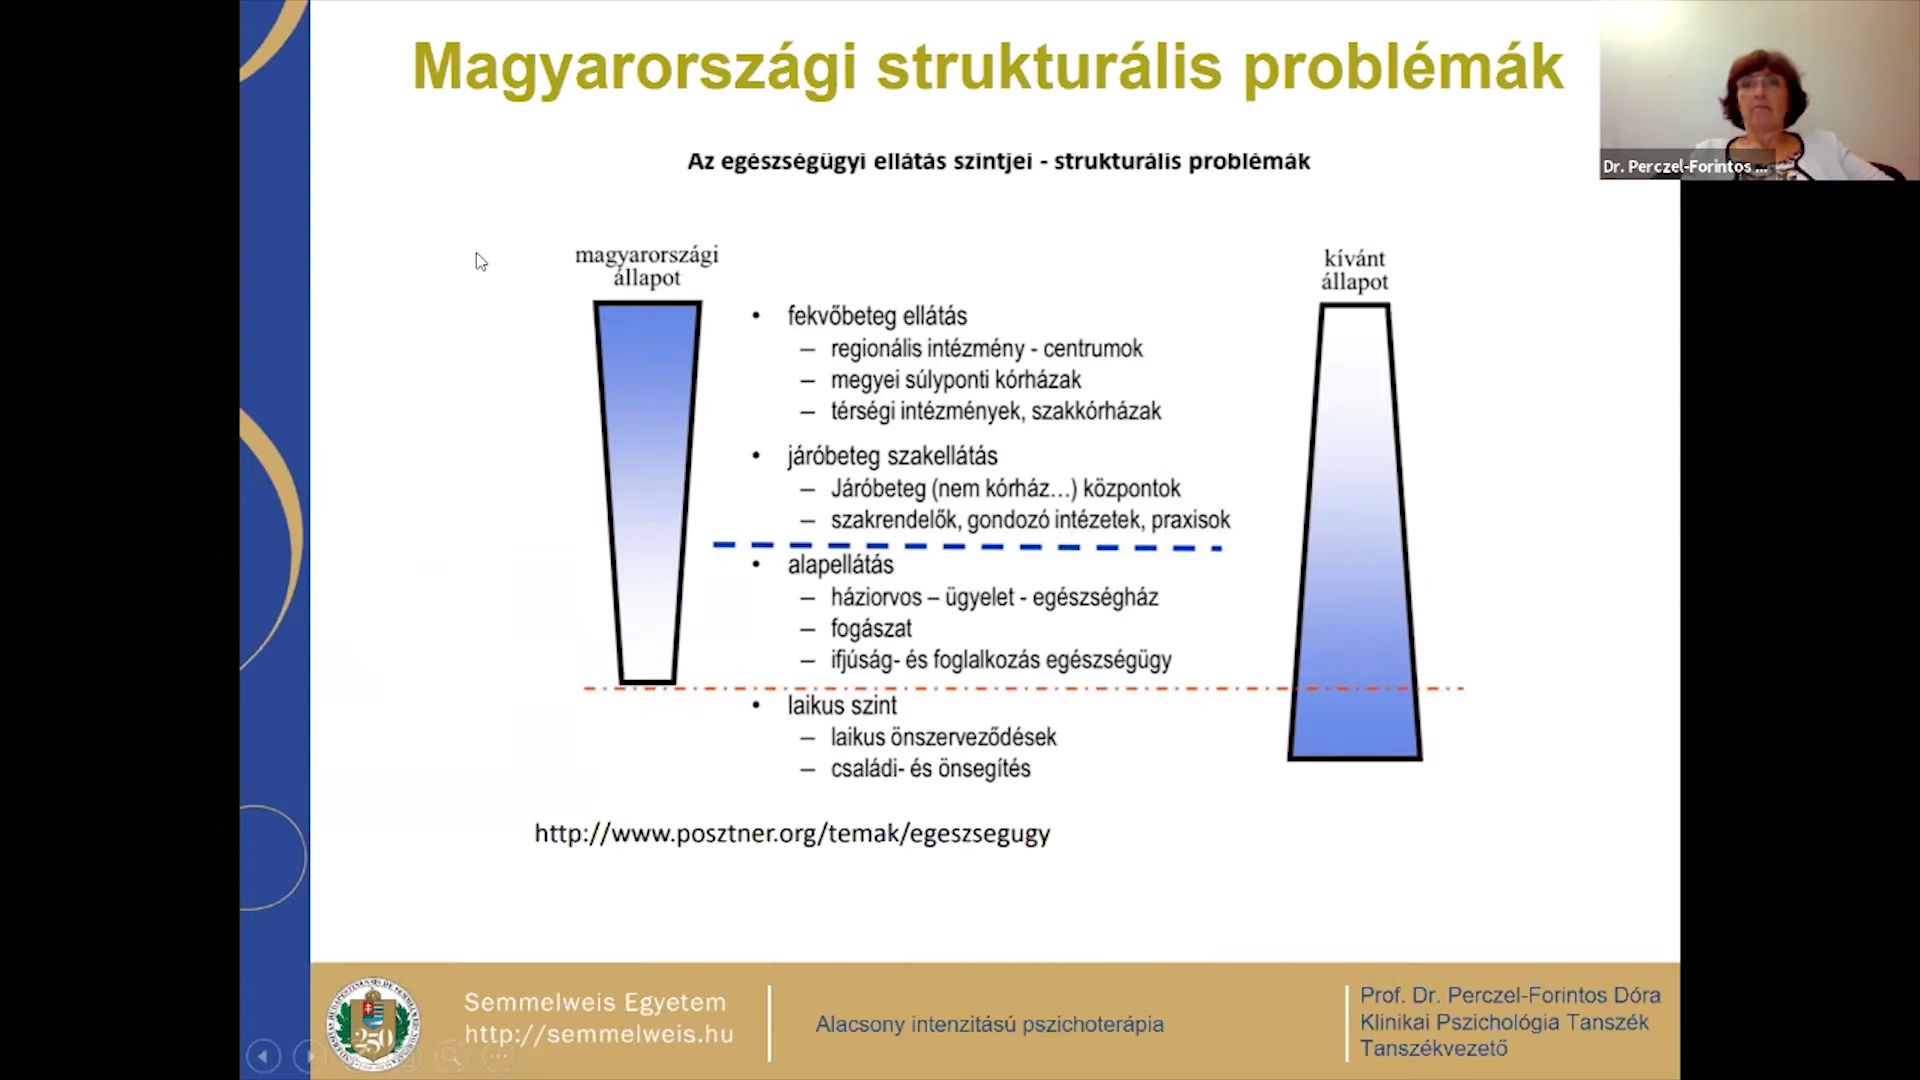 Magyarországi strukturális problémák
Dr. Perczel-Forintos ...
Az egészségügyi ellátás szintjei - strukturális problémák
magyarországi
állapot
kívánt
állapot
• fekvőbeteg ellátás
– regionális intézmény - centrumok
– megyei súlyponti kórházak
– térségi intézmények, szakkórházak
• járóbeteg szakellátás
– Járóbeteg (nem kórház…) központok
– szakrendelők, gondozó intézetek, praxisok
• alapellátás
– háziorvos – ügyelet - egészségház
– fogászat
– ifjúság- és foglalkozás egészségügy
• laikus szint
– laikus önszerveződések
– családi- és önsegítés
http://www.posztner.org/temak/egeszsegugy
250
Semmelweis Egyetem
http://semmelweis.hu
Alacsony intenzitású pszichoterápia
Prof. Dr. Perczel-Forintos Dóra
Klinikai Pszichológia Tanszék
Tanszékvezető